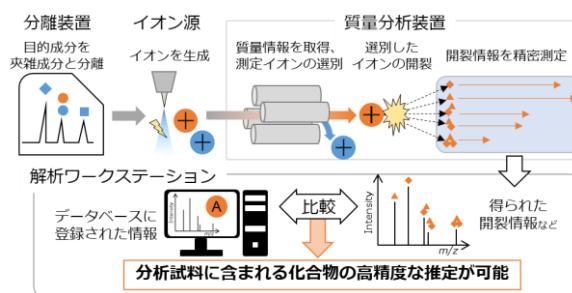 分離装置
イオン源
質量分析装置
目的成分を
夾雑成分と分離
イオンを生成
質量情報を取得、
測定イオンの選別
選別した
イオンの開裂
開裂情報を精密測定
+
+
+
+
解析ワークステーション
データベースに
登録された情報
Intensity
A
m/z
比較
Intensity
m/z
得られた
開裂情報など
分析試料に含まれる化合物の高精度な推定が可能